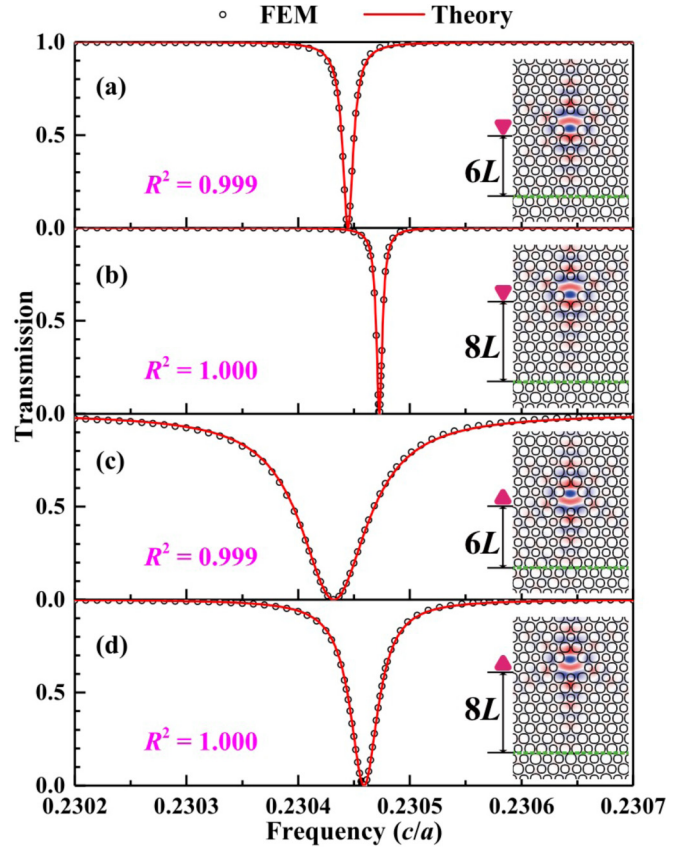 FEM Theory
1.0
(a)
0.5
6L
R² = 0.999
0.0
(b)
0.5
8L
R² = 1.000
0.0
Transmission
(c)
0.5
6L
R² = 0.999
0.0
(d)
0.5
8L
R² = 1.000
0.0
0.2302 0.2303 0.2304 0.2305 0.2306 0.2307
Frequency (c/a)